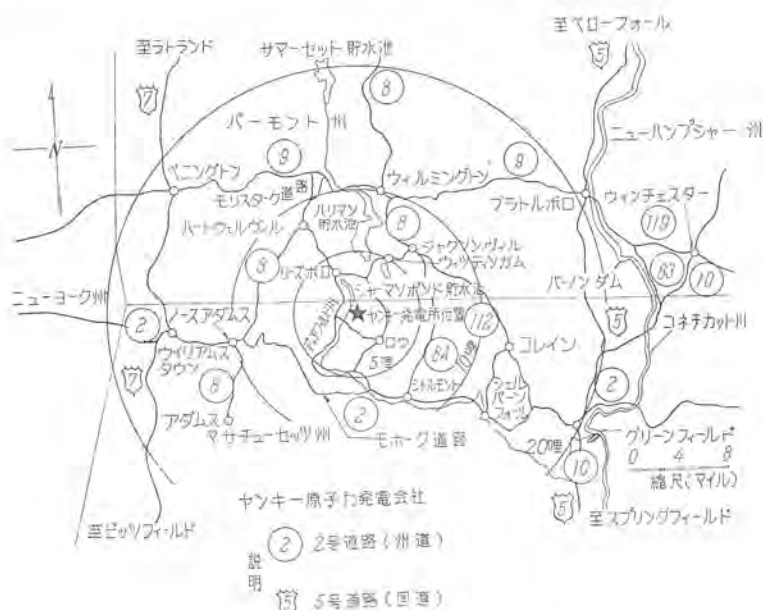 至ラトランド
サマーセット貯水池
至ベローフォール
5
7
8
バーモント州
ニューハンプシャー州
N
9
9
ベニングトン
モリスターク道路
ウィルミングトン
ブラトルボロ
ウィンチェスター
ハリマン貯水池
119
ハートウェルヴィル
8
ジャクソンヴィル
ウィッティンガム
63
10
8
リーズボロ
バーノンダム
ニューヨーク州
シャーマンポンド貯水池
ノースアダムス
ヤンキー発電所位置
112
5
コネチカット川
2
ロウ
8A
10哩
コレイン
ウイリアムスタウン
5哩
7
8
シャルモント
シェルバーンフォール
2
2
アダムス
マサチューセッツ州
モホーク道路
20哩
グリーンフィールド
10
0 4 8
縮尺(マイル)
ヤンキー原子力発電会社
5
至スプリングフィールド
至ピッツフィールド
説明
2 2号道路(州道)
5 5号道路(国道)